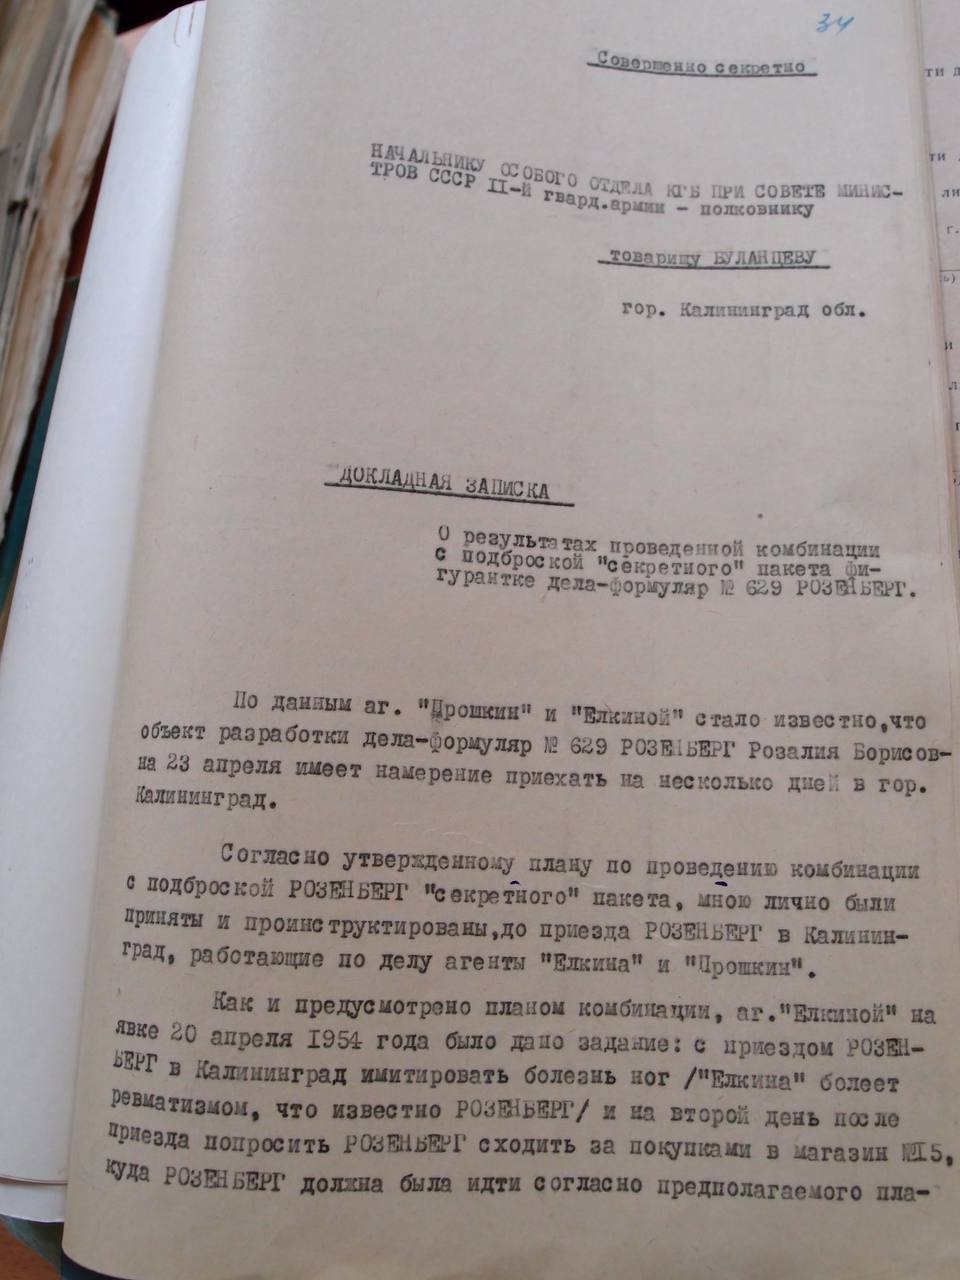 34
Совершенно секретно
НАЧАЛЬНИКУ ОСОБОГО ОТДЕЛА КГБ ПРИ СОВЕТЕ МИНИС-
ТРОВ СССР II-й гвард.армии - полковнику
товарищу БУЛАНЦЕВУ
гор. Калининград обл.
ДОКЛАДНАЯ ЗАПИСКА
О результатах проведенной комбинации
с подброской "секретного" пакета фи-
гурантке дела-формуляр № 629 РОЗЕНБЕРГ.
По данным аг. "Прошкин" и "Елкиной" стало известно,что
объект разработки дела-формуляр № 629 РОЗЕНБЕРГ Розалия Борисов-
на 23 апреля имеет намерение приехать на несколько дней в гор.
Калининград.
Согласно утвержденному плану по проведению комбинации
с подброской РОЗЕНБЕРГ "секретного" пакета, мною лично были
приняты и проинструктированы,до приезда РОЗЕНБЕРГ в Калинин-
град, работающие по делу агенты "Елкина" и "Прошкин".
Как и предусмотрено планом комбинации, аг."Елкиной" на
явке 20 апреля 1954 года было дано задание: с приездом РОЗЕН-
БЕРГ в Калининград имитировать болезнь ног /"Елкина" болеет
ревматизмом, что известно РОЗЕНБЕРГ/ и на второй день после
приезда попросить РОЗЕНБЕРГ сходить за покупками в магазин №15,
куда РОЗЕНБЕРГ должна была идти согласно предполагаемого пла-